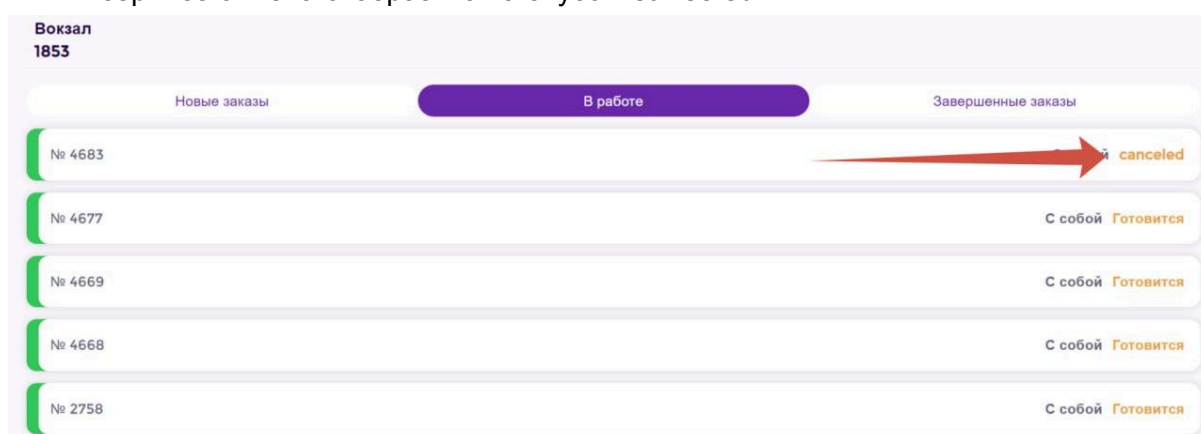 Вокзал
1853
Новые заказы В работе Завершенные заказы
№ 4683 canceled
№ 4677 С собой Готовится
№ 4669 С собой Готовится
№ 4668 С собой Готовится
№ 2758 С собой Готовится